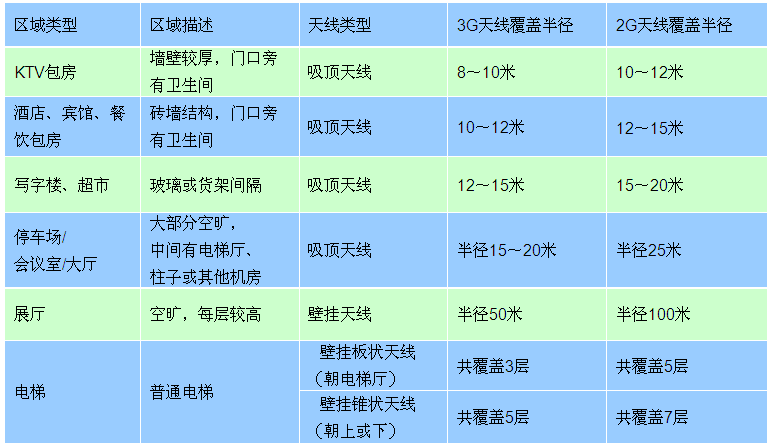 区域类型 区域描述 天线类型 3G天线覆盖半径 2G天线覆盖半径
KTV包房 墙壁较厚，门口旁有卫生间 吸顶天线 8～10米 10～12米
酒店、宾馆、餐饮包房 砖墙结构，门口旁有卫生间 吸顶天线 10～12米 12～15米
写字楼、超市 玻璃或货架间隔 吸顶天线 12～15米 15～20米
停车场/会议室/大厅 大部分空旷，中间有电梯厅、柱子或其他机房 吸顶天线 半径15～20米 半径25米
展厅 空旷，每层较高 壁挂天线 半径50米 半径100米
电梯 普通电梯 壁挂板状天线（朝电梯厅） 共覆盖3层 共覆盖5层
壁挂锥状天线（朝上或下） 共覆盖5层 共覆盖7层